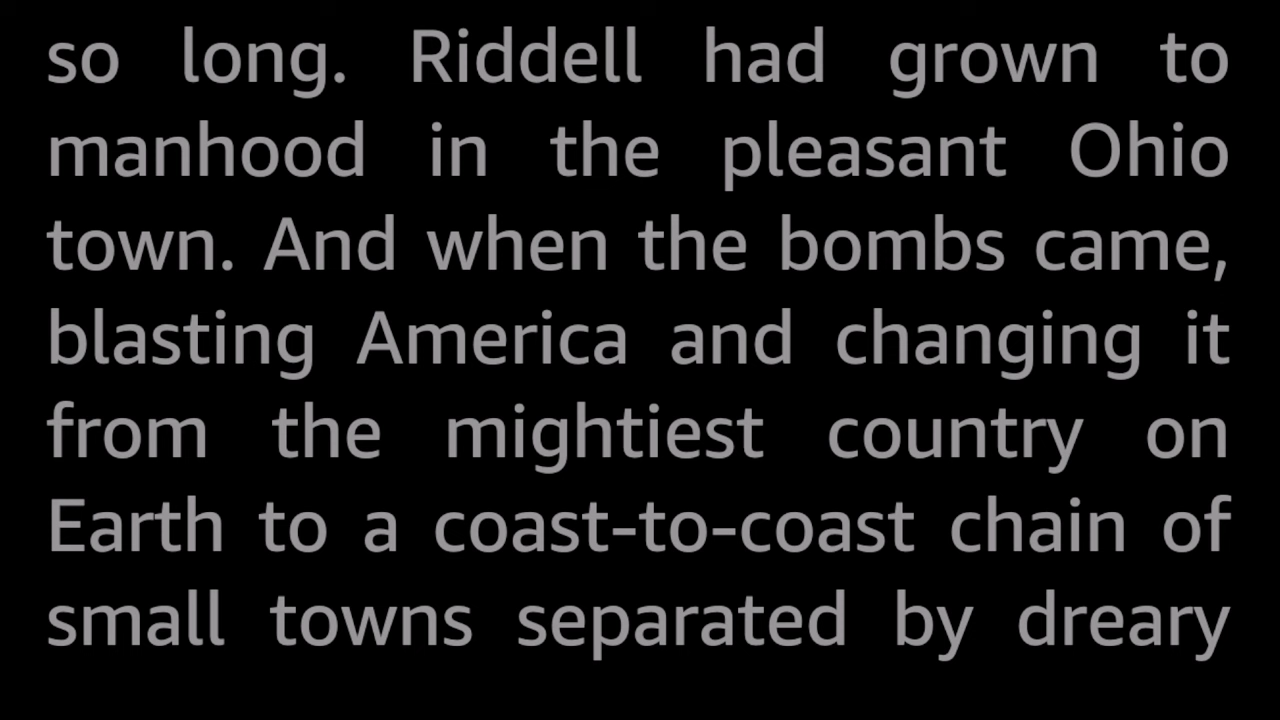 so long. Riddell had grown to
manhood in the pleasant Ohio
town. And when the bombs came,
blasting America and changing it
from the mightiest country on
Earth to a coast-to-coast chain of
small towns separated by dreary